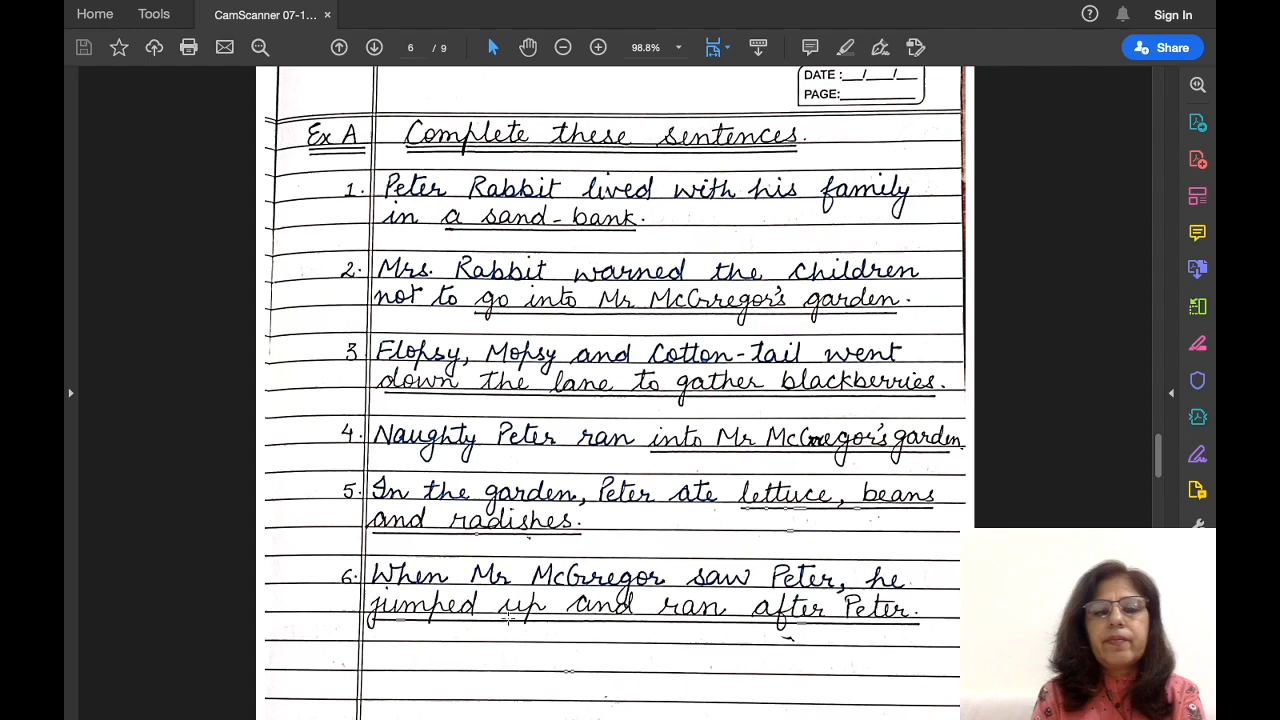 Home Tools CamScanner 07-1... × Sign In
6 / 9 98.8% Share
DATE :__/__/__
PAGE:________
Ex A Complete these sentences.
1. Peter Rabbit lived with his family
in a sand-bank.
2. Mrs. Rabbit warned the children
not to go into Mr McGregor's garden.
3 Flopsy, Mopsy and Cotton-tail went
down the lane to gather blackberries.
4. Naughty Peter ran into Mr McGregor's garden
5. In the garden, Peter ate lettuce, beans
and radishes.
6. When Mr McGregor saw Peter, he
jumped up and ran after Peter.